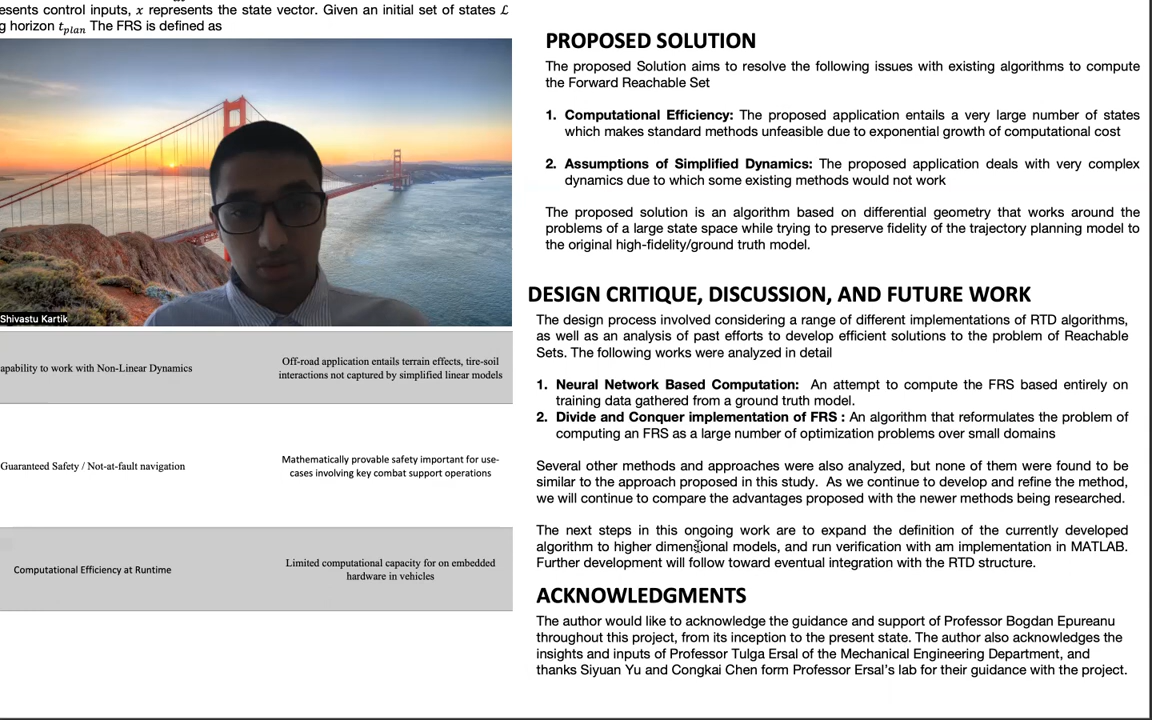 esents control inputs, x represents the state vector. Given an initial set of states ℒ
g horizon t_plan The FRS is defined as
Shivastu Kartik
apability to work with Non-Linear Dynamics
Off-road application entails terrain effects, tire-soil
interactions not captured by simplified linear models
Guaranteed Safety / Not-at-fault navigation
Mathematically provable safety important for use-
cases involving key combat support operations
Computational Efficiency at Runtime
Limited computational capacity for on embedded
hardware in vehicles
PROPOSED SOLUTION
The proposed Solution aims to resolve the following issues with existing algorithms to compute
the Forward Reachable Set
1. Computational Efficiency: The proposed application entails a very large number of states
which makes standard methods unfeasible due to exponential growth of computational cost
2. Assumptions of Simplified Dynamics: The proposed application deals with very complex
dynamics due to which some existing methods would not work
The proposed solution is an algorithm based on differential geometry that works around the
problems of a large state space while trying to preserve fidelity of the trajectory planning model to
the original high-fidelity/ground truth model.
DESIGN CRITIQUE, DISCUSSION, AND FUTURE WORK
The design process involved considering a range of different implementations of RTD algorithms,
as well as an analysis of past efforts to develop efficient solutions to the problem of Reachable
Sets. The following works were analyzed in detail
1. Neural Network Based Computation: An attempt to compute the FRS based entirely on
training data gathered from a ground truth model.
2. Divide and Conquer implementation of FRS : An algorithm that reformulates the problem of
computing an FRS as a large number of optimization problems over small domains
Several other methods and approaches were also analyzed, but none of them were found to be
similar to the approach proposed in this study. As we continue to develop and refine the method,
we will continue to compare the advantages proposed with the newer methods being researched.
The next steps in this ongoing work are to expand the definition of the currently developed
algorithm to higher dimensional models, and run verification with am implementation in MATLAB.
Further development will follow toward eventual integration with the RTD structure.
ACKNOWLEDGMENTS
The author would like to acknowledge the guidance and support of Professor Bogdan Epureanu
throughout this project, from its inception to the present state. The author also acknowledges the
insights and inputs of Professor Tulga Ersal of the Mechanical Engineering Department, and
thanks Siyuan Yu and Congkai Chen form Professor Ersal's lab for their guidance with the project.